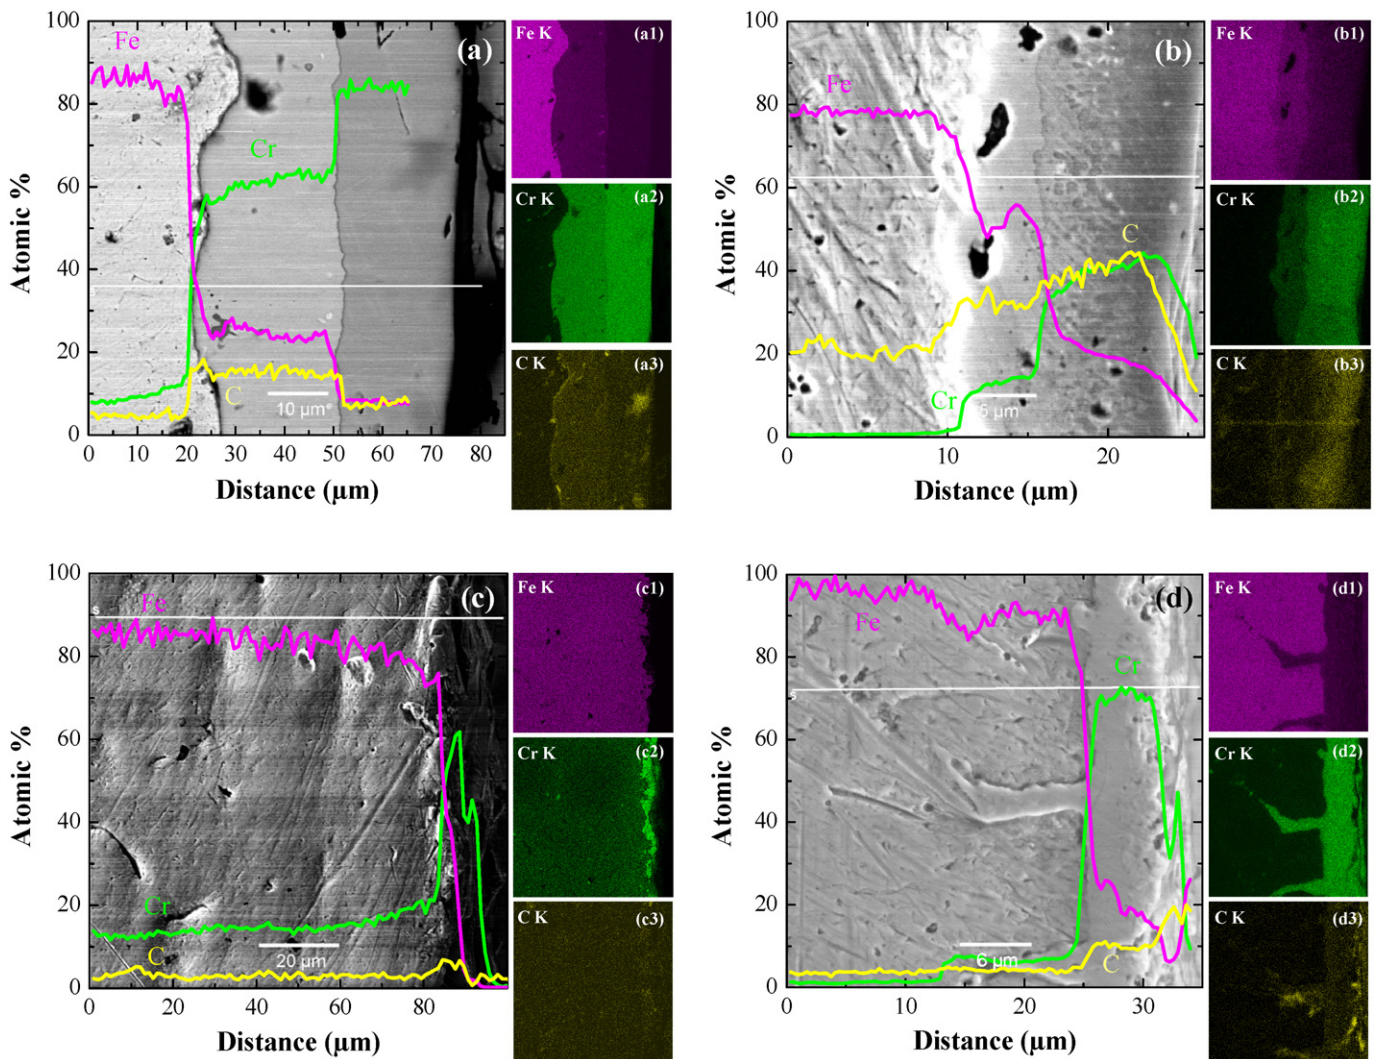 100
80
60
40
20
0
Atomic %
Fe
(a)
Cr
C
10 µm
0 10 20 30 40 50 60 70 80
Distance (µm)
Fe K (a1)
Cr K (a2)
C K (a3)
100
80
60
40
20
0
Atomic %
Fe
(b)
C
Cr
5 µm
0 10 20
Distance (µm)
Fe K (b1)
Cr K (b2)
C K (b3)
100
80
60
40
20
0
Atomic %
Fe
(c)
s
Cr
C
20 µm
0 20 40 60 80
Distance (µm)
Fe K (c1)
Cr K (c2)
C K (c3)
100
80
60
40
20
0
Atomic %
Fe
(d)
Cr
s
C
6 µm
0 10 20 30
Distance (µm)
Fe K (d1)
Cr K (d2)
C K (d3)